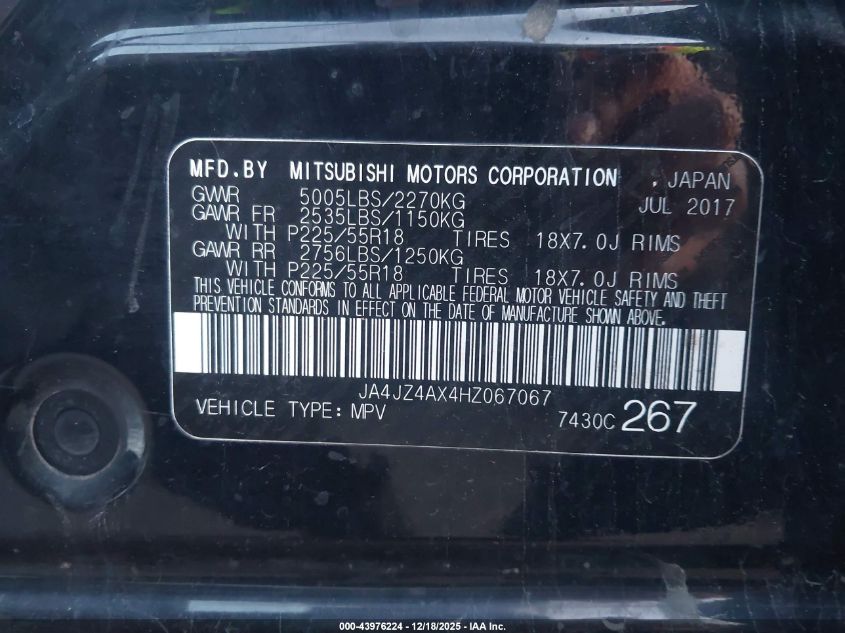 MFD.BY MITSUBISHI MOTORS CORPORATION , JAPAN
GVWR 5005LBS/2270KG JUL 2017
GAWR FR 2535LBS/1150KG
WITH P225/55R18 TIRES 18X7.0J RIMS
GAWR RR 2756LBS/1250KG
WITH P225/55R18 TIRES 18X7.0J RIMS
THIS VEHICLE CONFORMS TO ALL APPLICABLE FEDERAL MOTOR VEHICLE SAFETY AND THEFT
PREVENTION STANDARDS IN EFFECT ON THE DATE OF MANUFACTURE SHOWN ABOVE.
JA4JZ4AX4HZ067067
VEHICLE TYPE: MPV 7430C 267
000-43976224 - 12/18/2025 - IAA Inc.